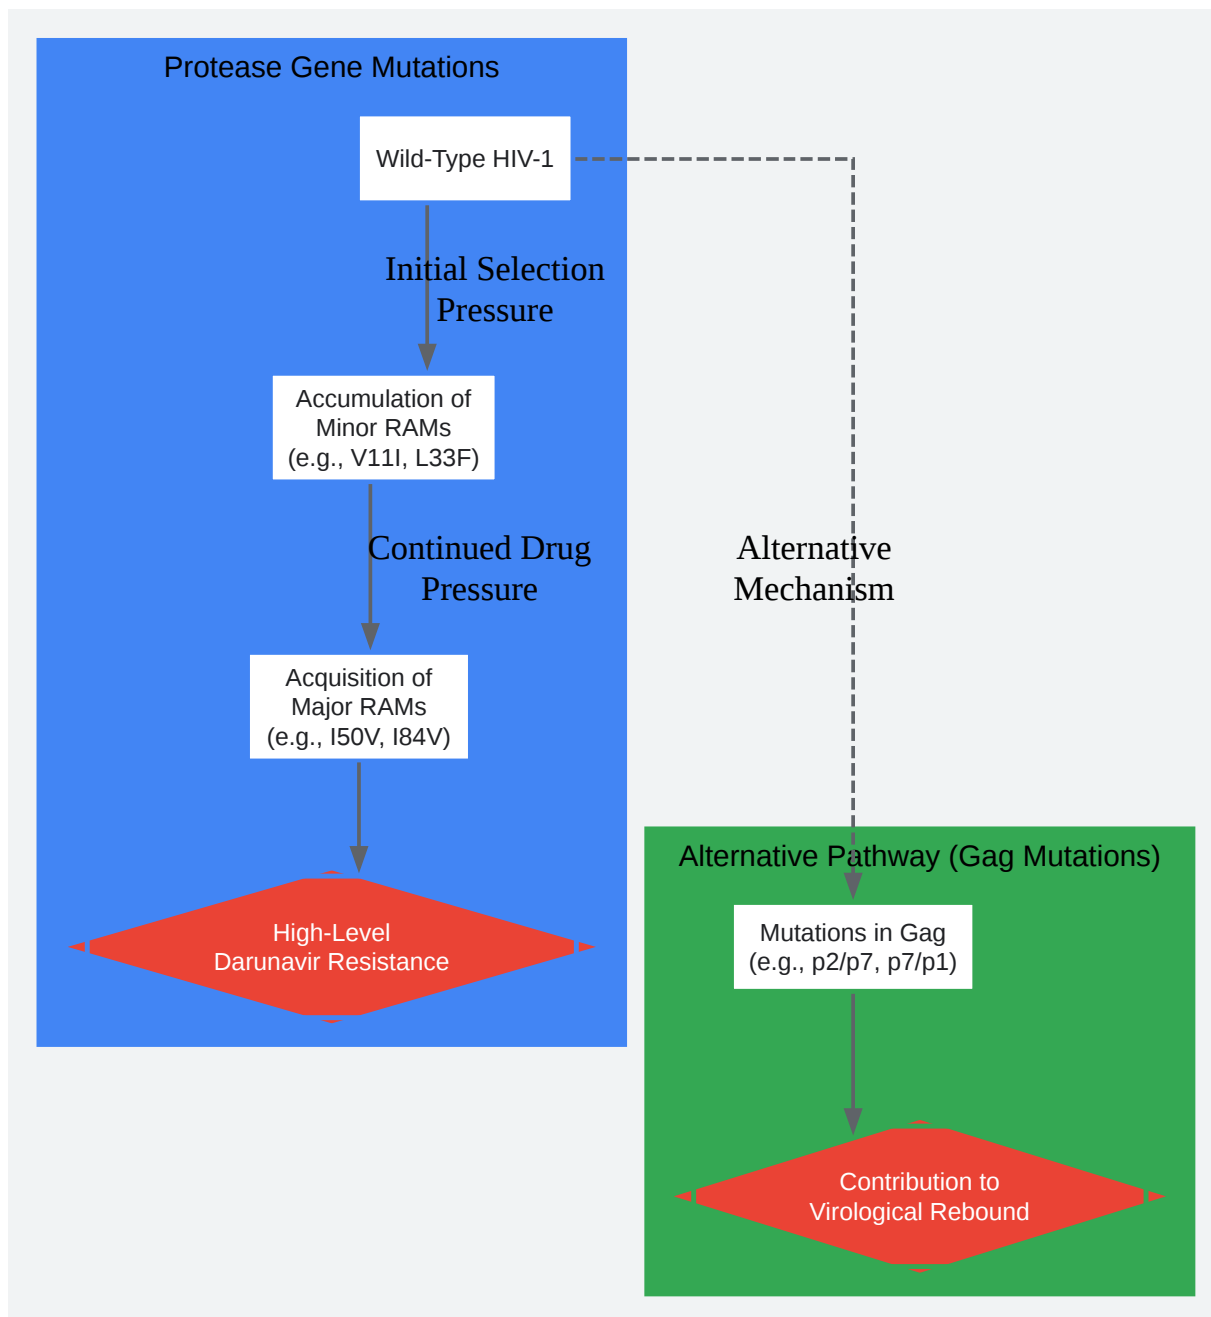 Protease Gene Mutations
Wild-Type HIV-1
Initial Selection
Pressure
Accumulation of
Minor RAMs
(e.g., V11I, L33F)
Continued Drug
Pressure
Alternative
Mechanism
Acquisition of
Major RAMs
(e.g., I50V, I84V)
High-Level
Darunavir Resistance
Alternative Pathway (Gag Mutations)
Mutations in Gag
(e.g., p2/p7, p7/p1)
Contribution to
Virological Rebound